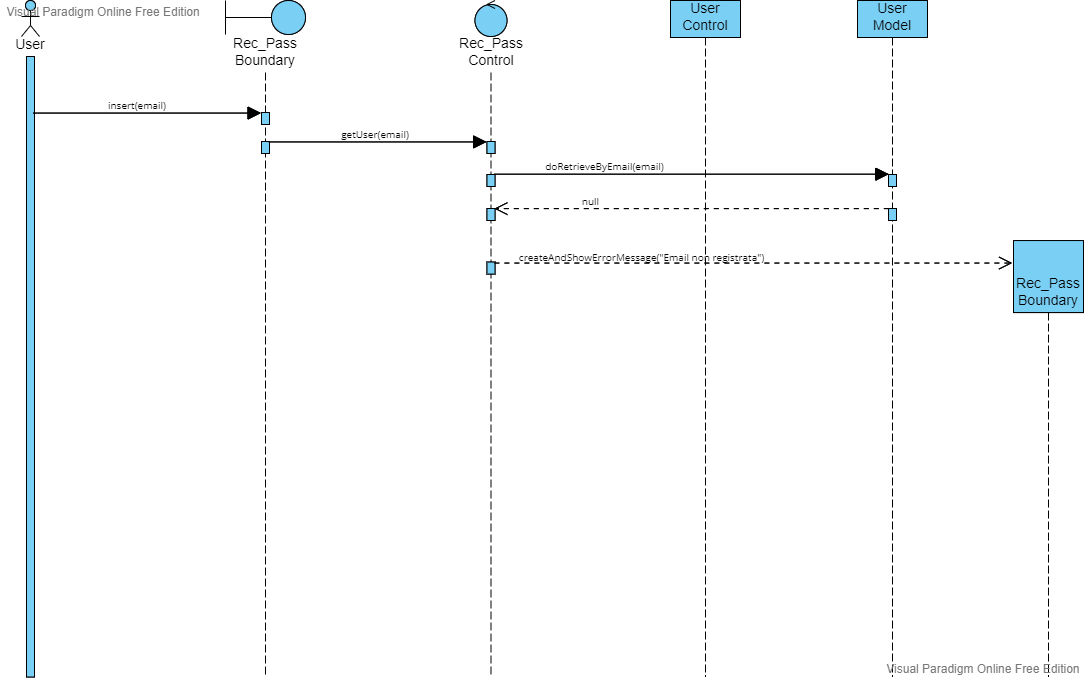 Visual Paradigm Online Free Edition
User
Rec_Pass
Boundary
Rec_Pass
Control
User
Control
User
Model
insert(email)
getUser(email)
doRetrieveByEmail(email)
null
createAndShowErrorMessage("Email non registrata")
Rec_Pass
Boundary
Visual Paradigm Online Free Edition